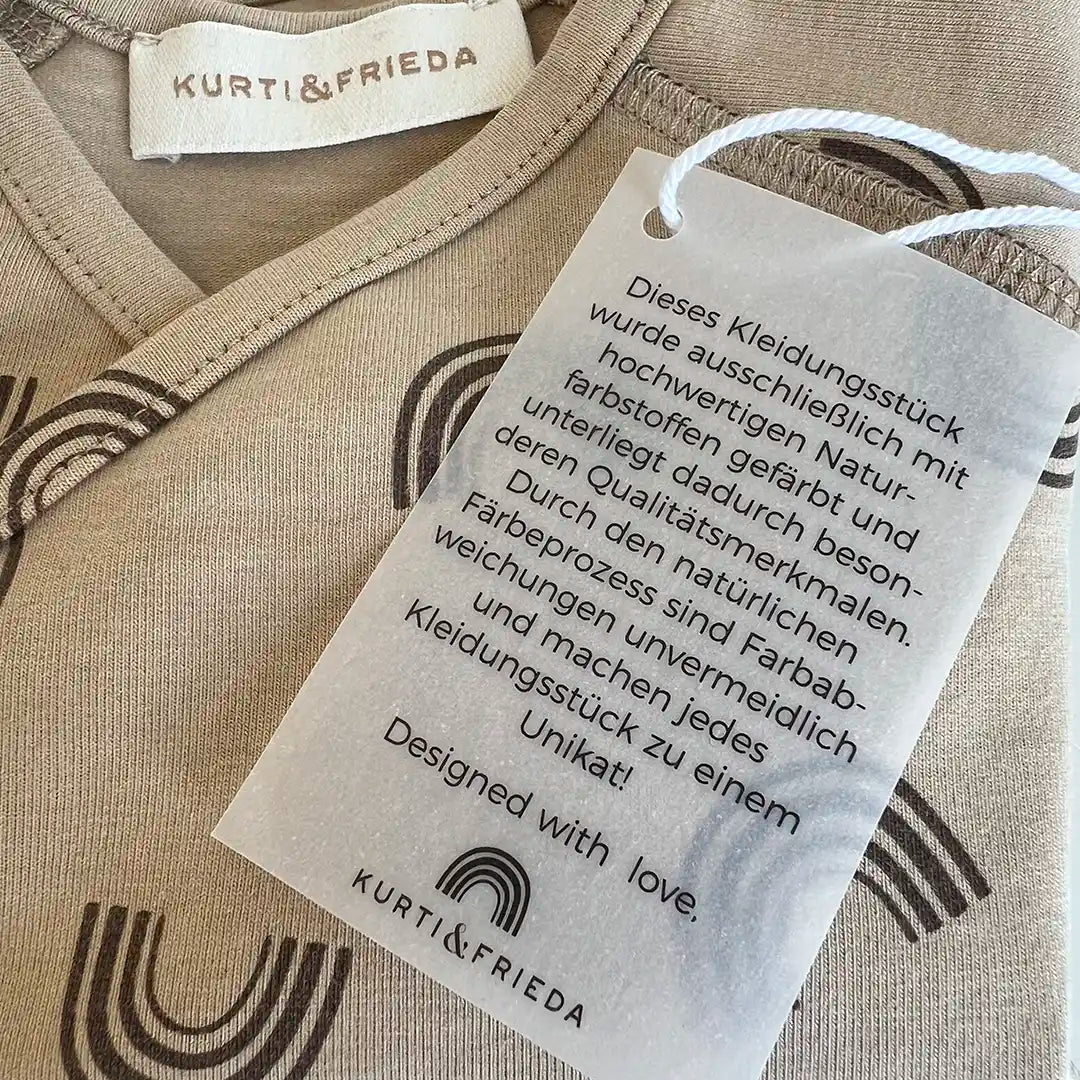 KURTI&FRIEDA
Dieses Kleidungsstück
wurde ausschließlich mit
hochwertigen Natur-
farbstoffen gefärbt und
unterliegt dadurch beson-
deren Qualitätsmerkmalen.
Durch den natürlichen
Färbeprozess sind Farbab-
weichungen unvermeidlich
und machen jedes
Kleidungsstück zu einem
Unikat!
Designed with love,
KURTI&FRIEDA